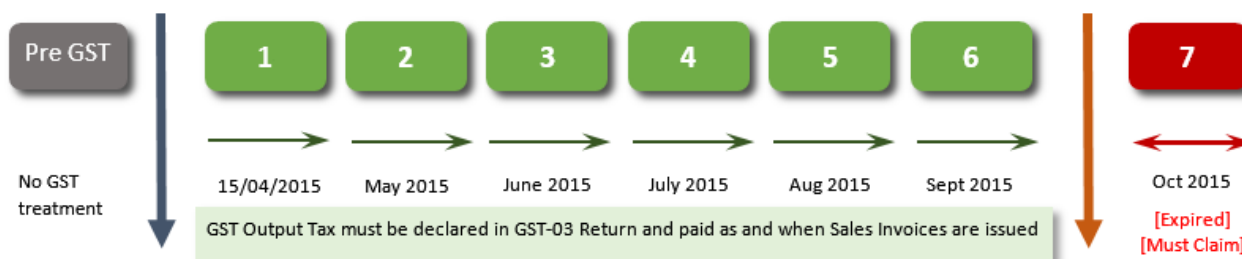 Pre GST
1 2 3 4 5 6 7
No GST
treatment
15/04/2015 May 2015 June 2015 July 2015 Aug 2015 Sept 2015 Oct 2015
GST Output Tax must be declared in GST-03 Return and paid as and when Sales Invoices are issued
[Expired]
[Must Claim]